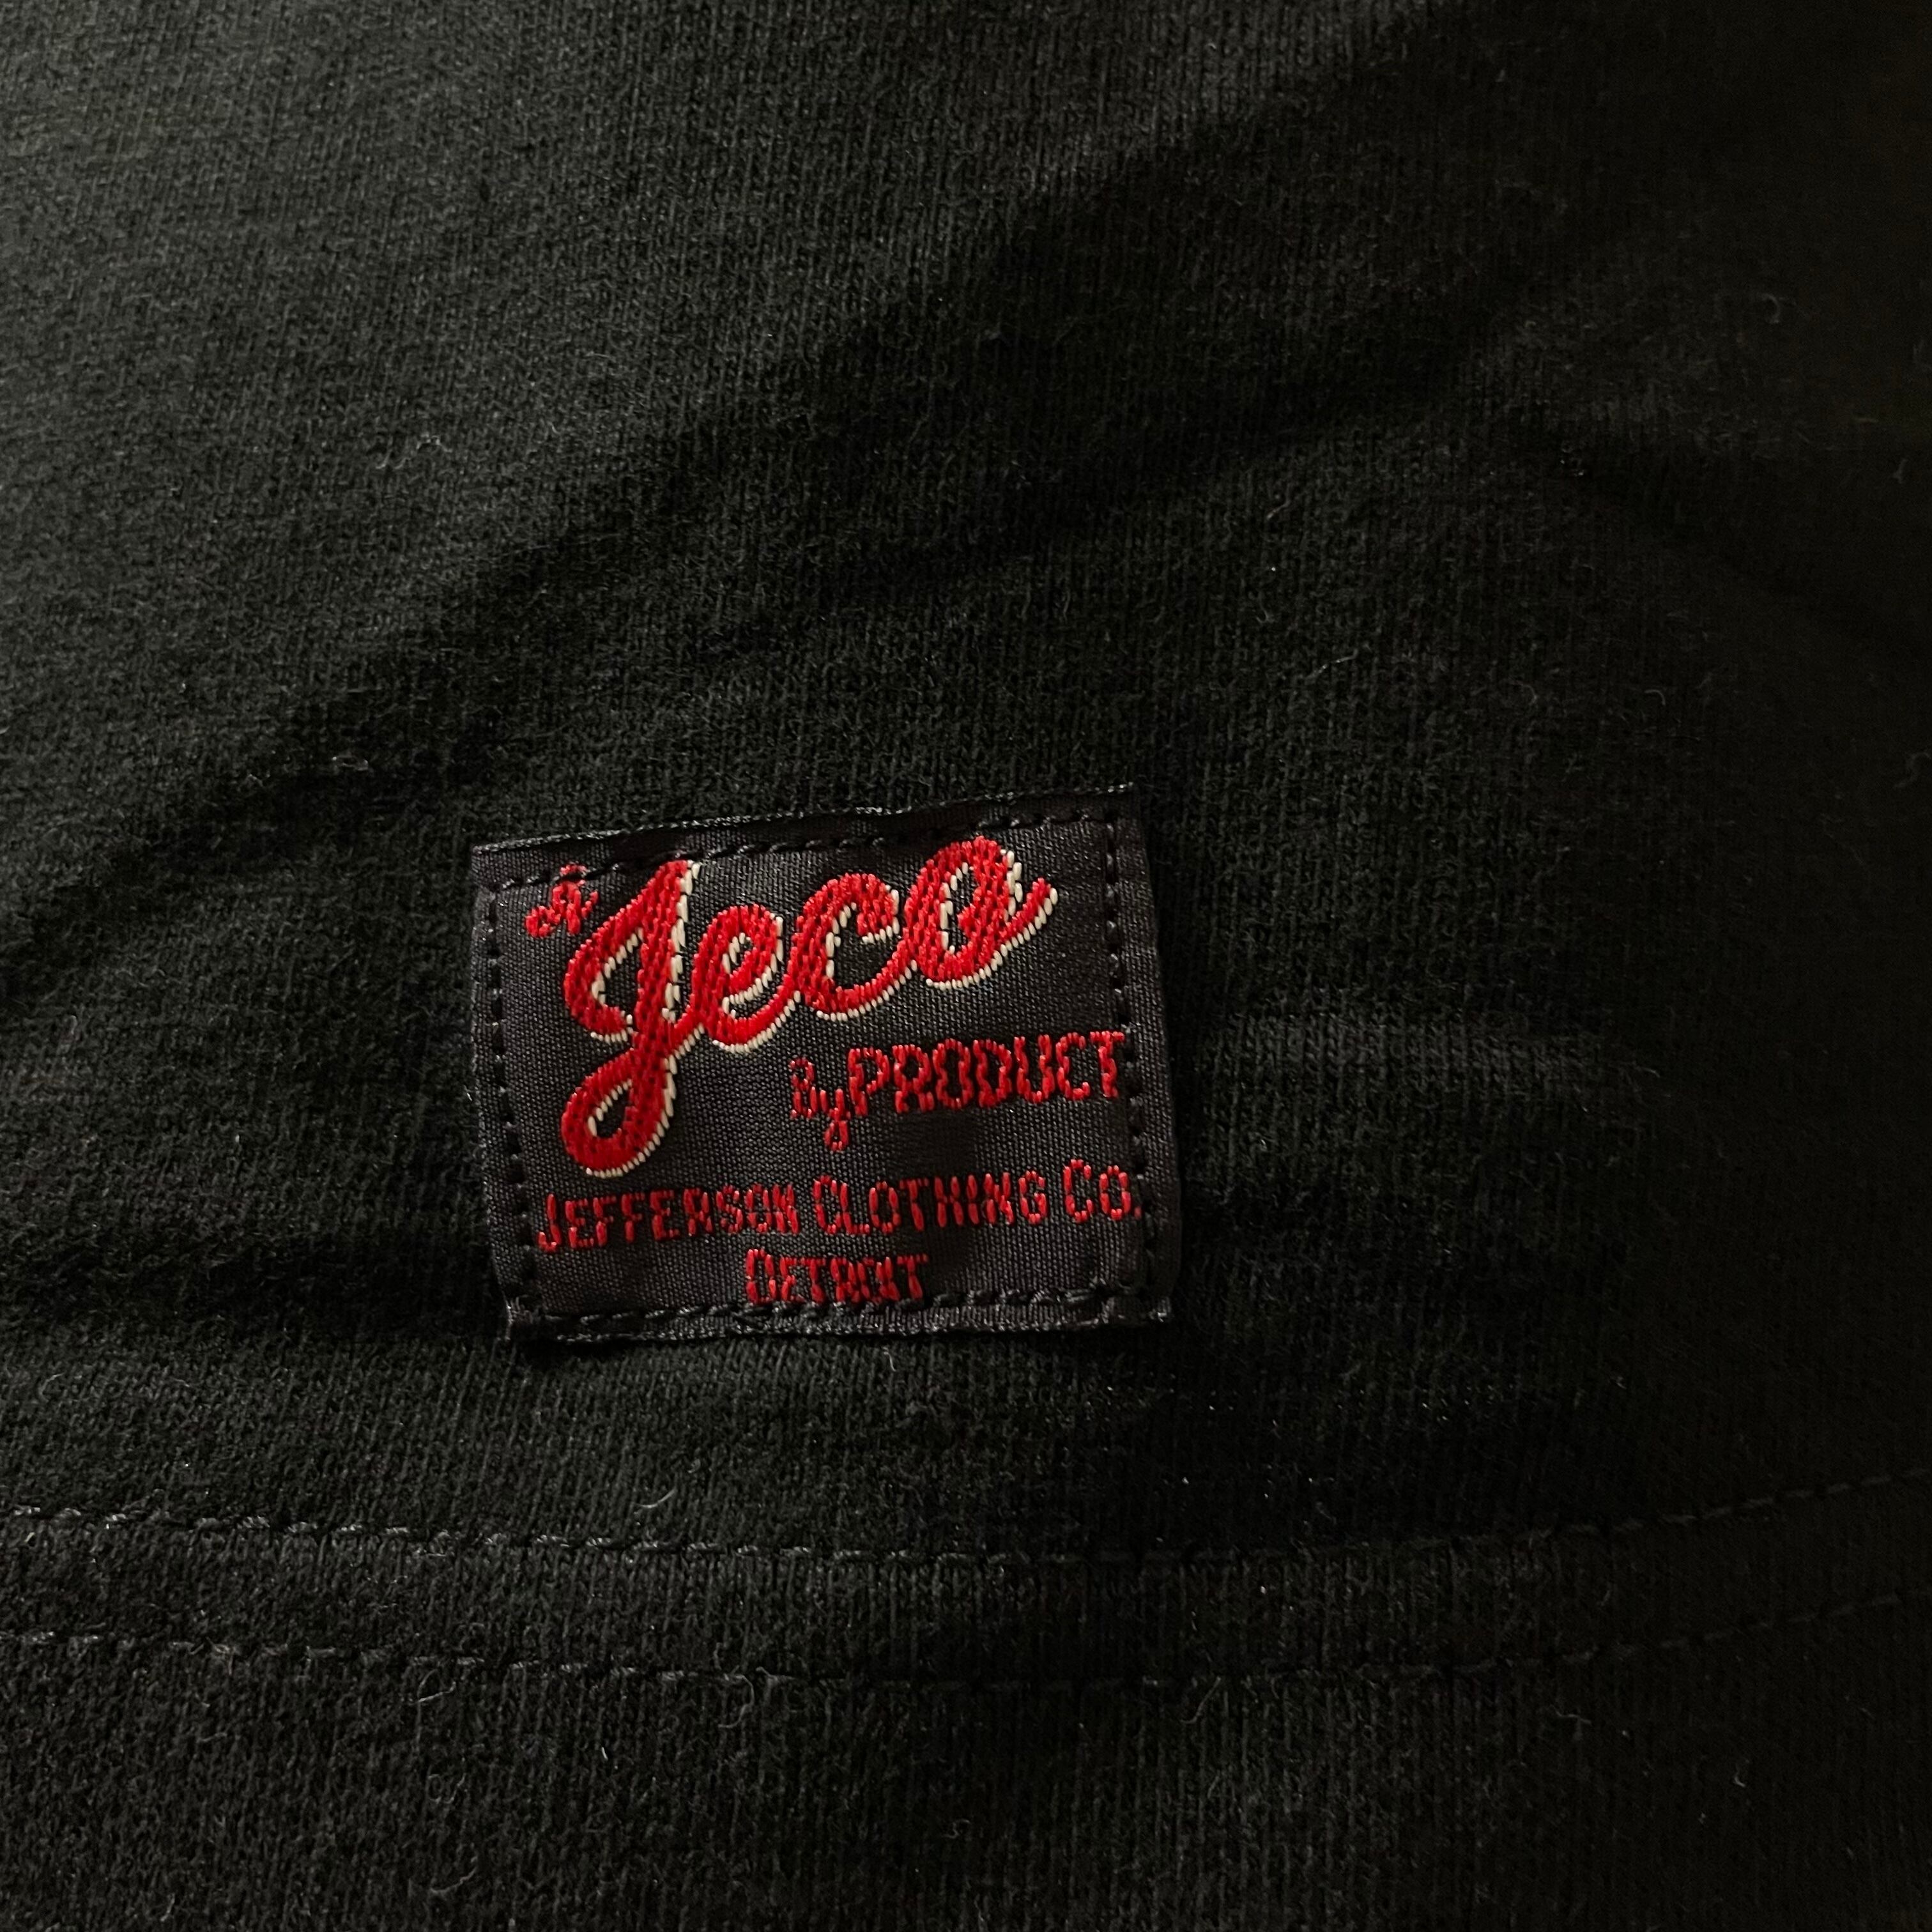 Jeco
By PRODUCT
JEFFERSON CLOTHING CO.
DETROIT